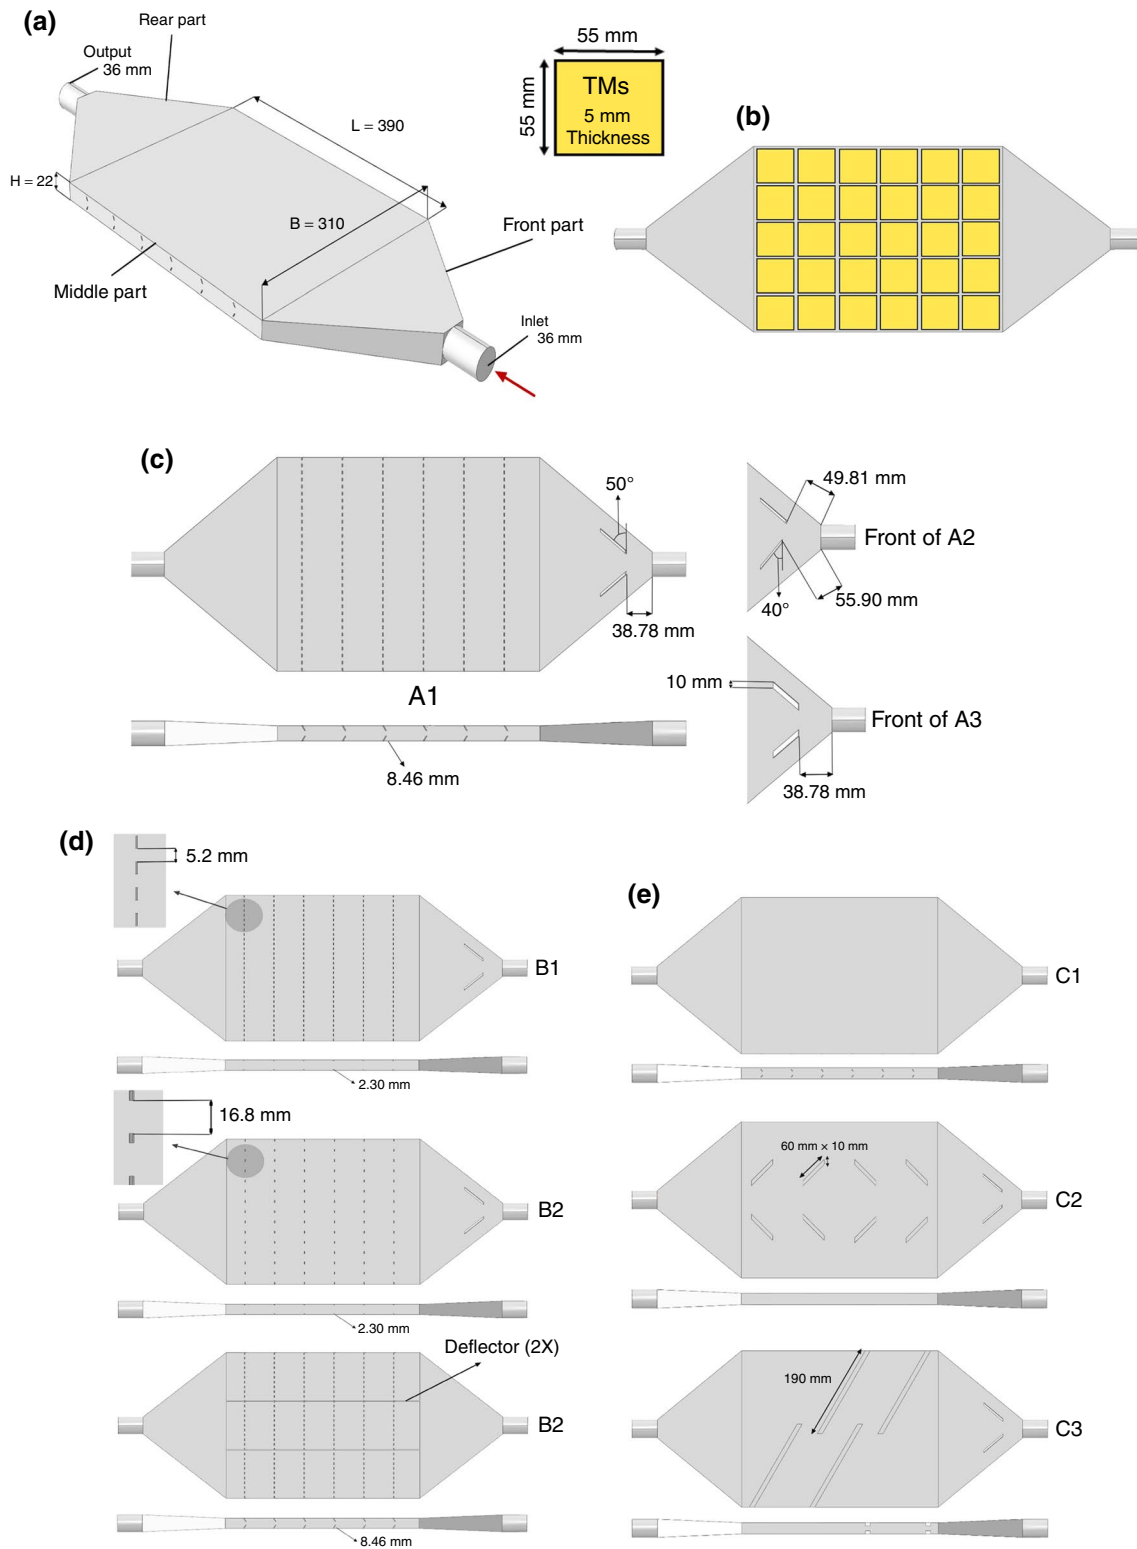 (a)
Rear part
Output
36 mm
L = 390
H = 22
B = 310
Front part
Middle part
Inlet
36 mm
55 mm
55 mm
TMs
5 mm
Thickness
(b)
(c)
50°
38.78 mm
A1
8.46 mm
49.81 mm
Front of A2
55.90 mm
40°
10 mm
Front of A3
38.78 mm
(d)
5.2 mm
B1
2.30 mm
16.8 mm
B2
2.30 mm
Deflector (2X)
B2
8.46 mm
(e)
C1
60 mm × 10 mm
C2
190 mm
C3